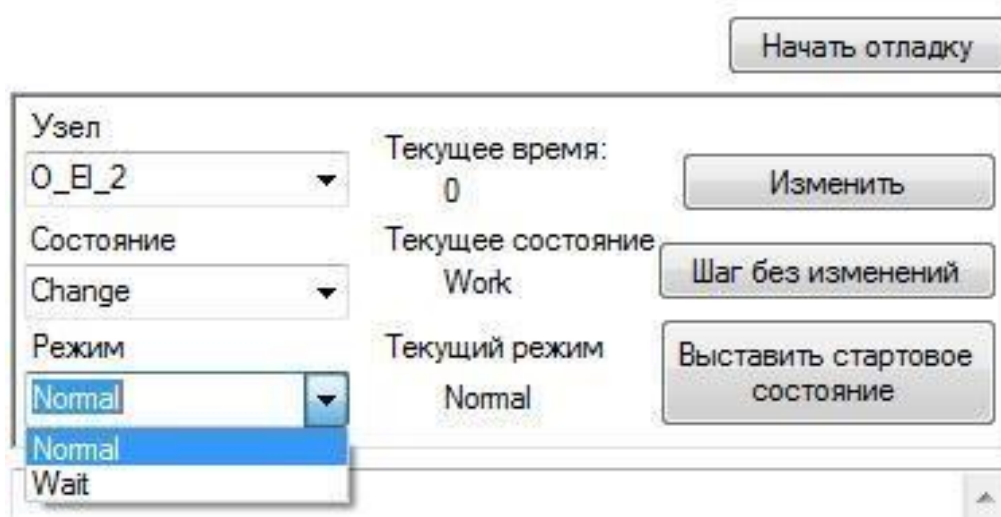 Начать отладку
Узел
O_El_2
Текущее время:
0
Изменить
Состояние
Change
Текущее состояние
Work
Шаг без изменений
Режим
Normal
Текущий режим
Normal
Выставить стартовое
состояние
Normal
Wait